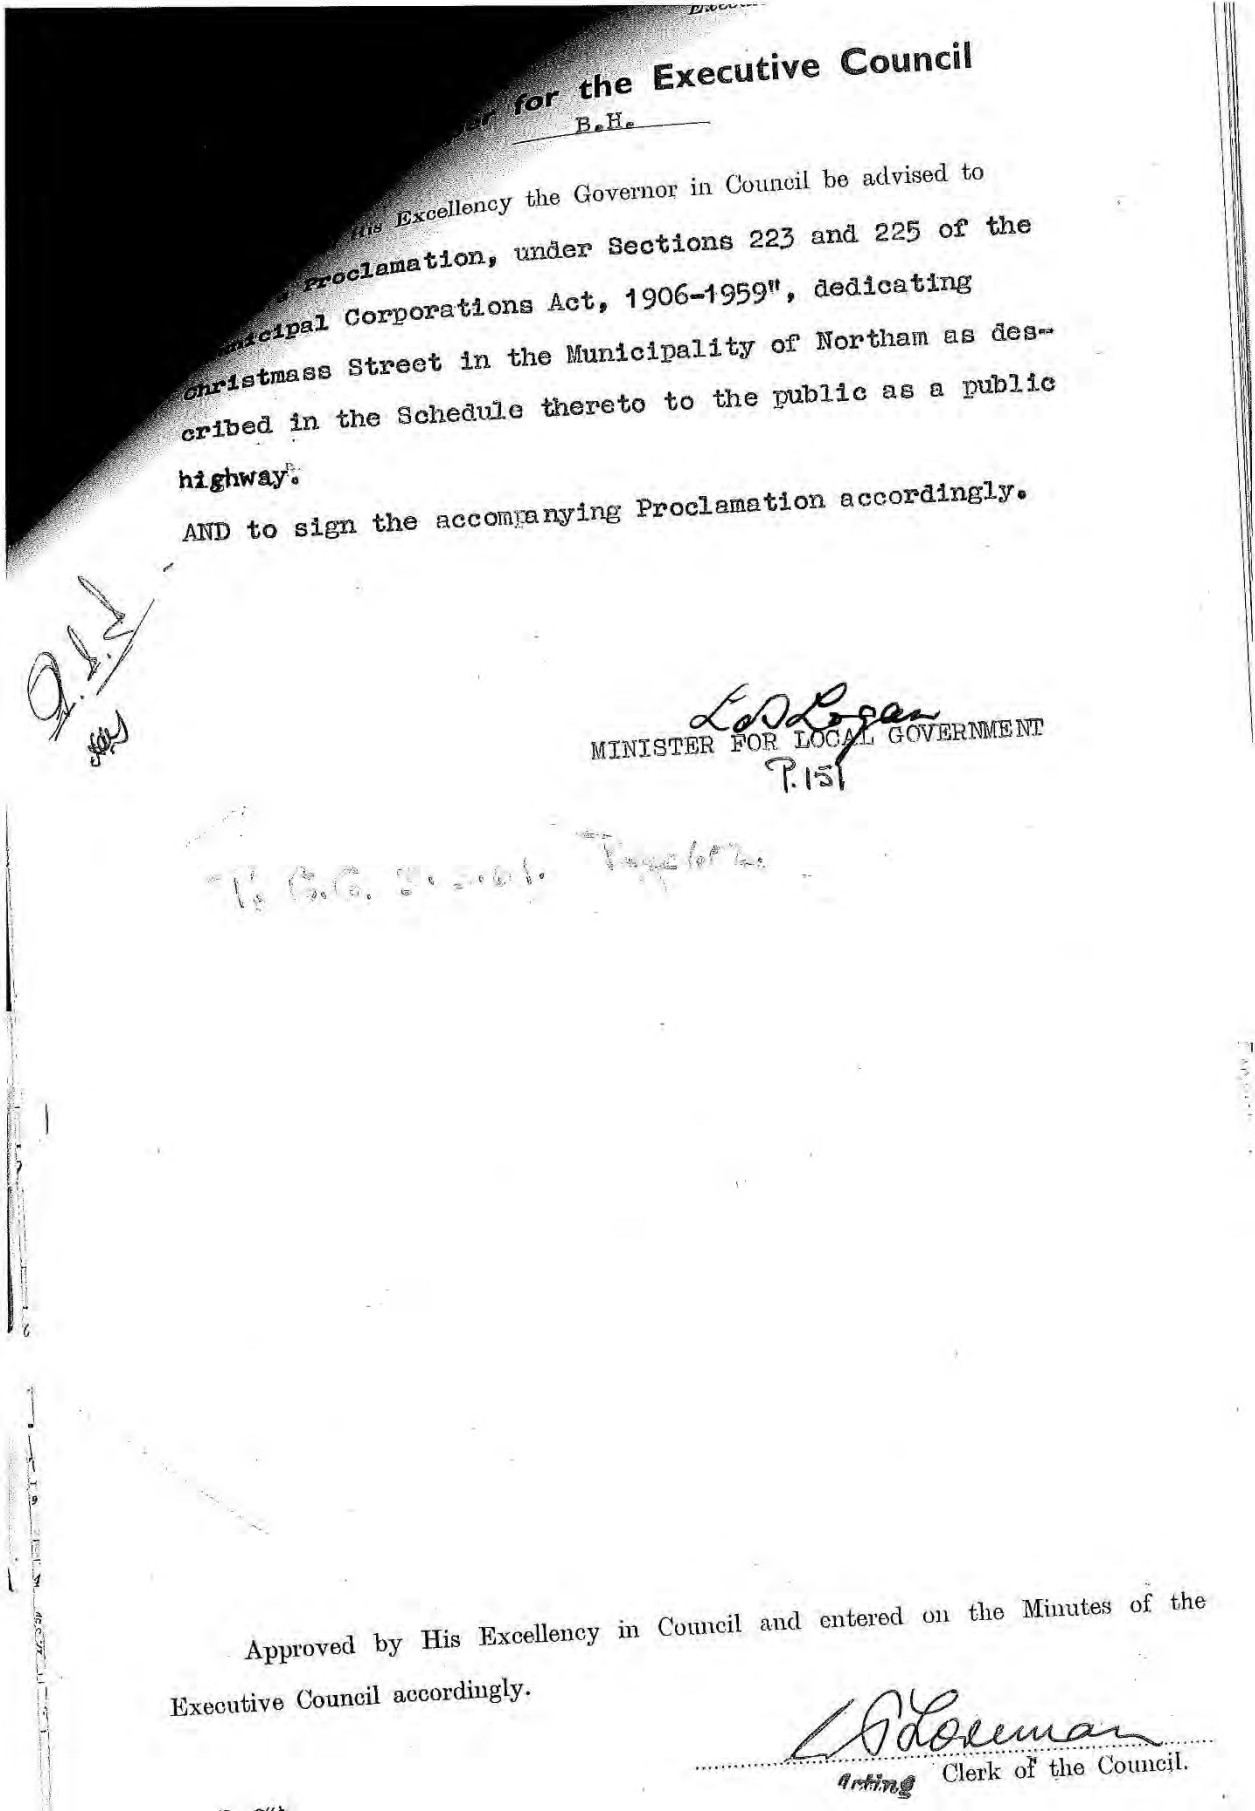 for the Executive Council
B.H.
His Excellency the Governor in Council be advised to
Proclamation, under Sections 223 and 225 of the
nicipal Corporations Act, 1906-1959", dedicating
Christmass Street in the Municipality of Northam as des-
cribed in the Schedule thereto to the public as a public
highway.
AND to sign the accompanying Proclamation accordingly.
L A Logan
MINISTER FOR LOCAL GOVERNMENT
P.151
Approved by His Excellency in Council and entered on the Minutes of the
Executive Council accordingly.
Acting Clerk of the Council.